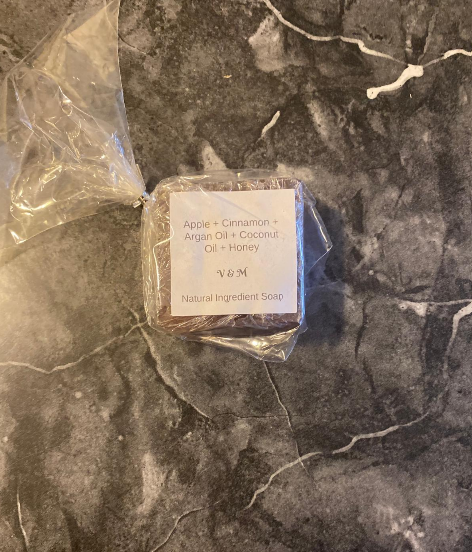 Apple + Cinnamon +
Argan Oil + Coconut
Oil + Honey
V & M
Natural Ingredient Soap